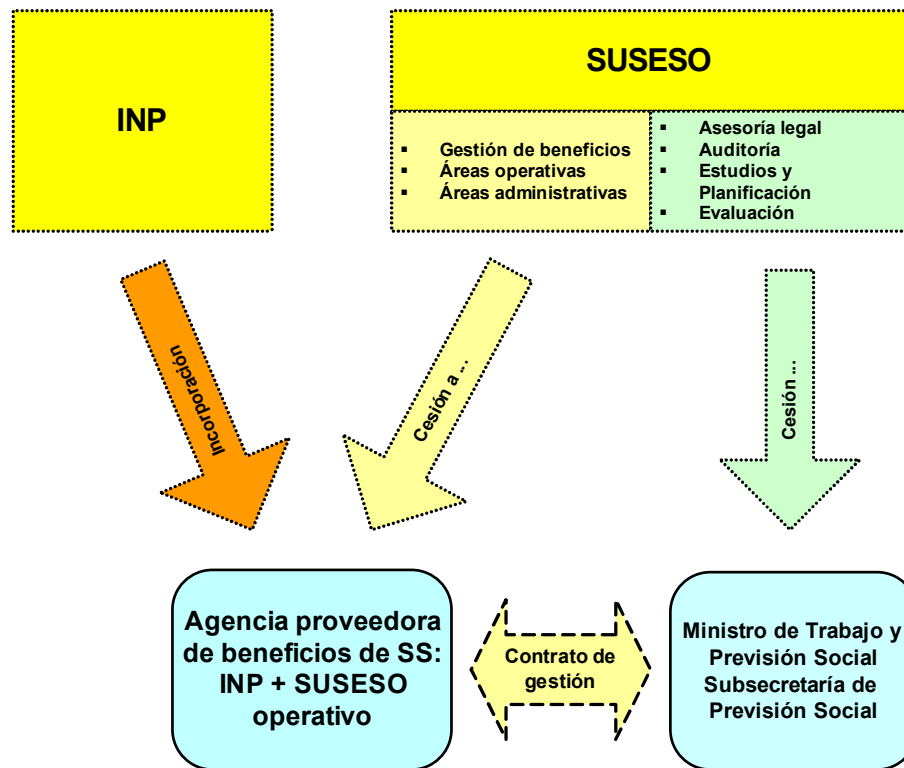 INP
SUSESO
▪ Gestión de beneficios
▪ Áreas operativas
▪ Áreas administrativas
▪ Asesoría legal
▪ Auditoría
▪ Estudios y
Planificación
▪ Evaluación
Incorporación
Cesión a ...
Cesión ...
Agencia proveedora
de beneficios de SS:
INP + SUSESO
operativo
Contrato de
gestión
Ministro de Trabajo y
Previsión Social
Subsecretaría de
Previsión Social